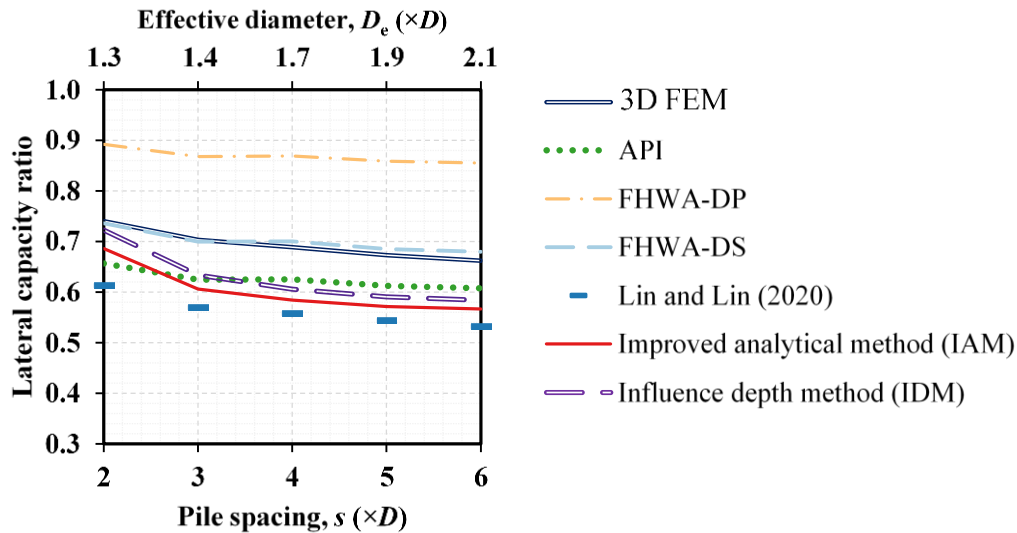 Effective diameter, De (×D)
1.3 1.4 1.7 1.9 2.1
Lateral capacity ratio
1.0
0.9
0.8
0.7
0.6
0.5
0.4
0.3
2 3 4 5 6
Pile spacing, s (×D)
3D FEM
API
FHWA-DP
FHWA-DS
Lin and Lin (2020)
Improved analytical method (IAM)
Influence depth method (IDM)